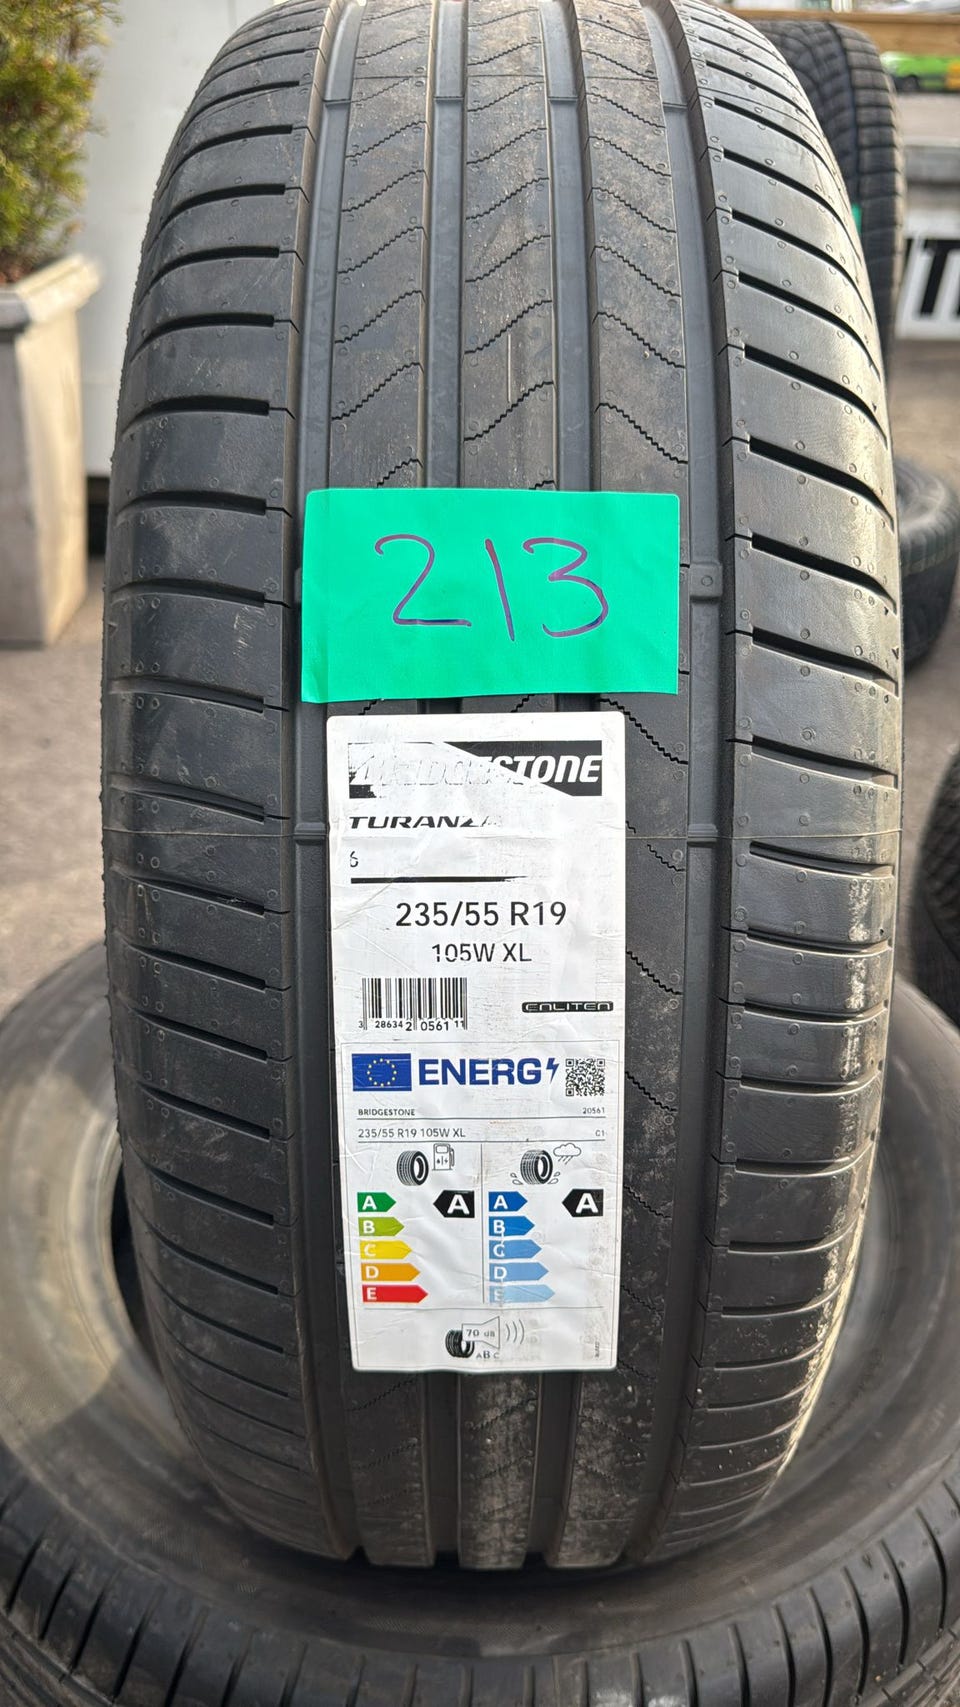 213
BRIDGESTONE
TURANZA
6
235/55 R19
105W XL
3 286342 056111
ENLITEN
ENERG
BRIDGESTONE 20561
235/55 R19 105W XL C1
A A A A
B B
C C
D D
E E
70 dB
ABC